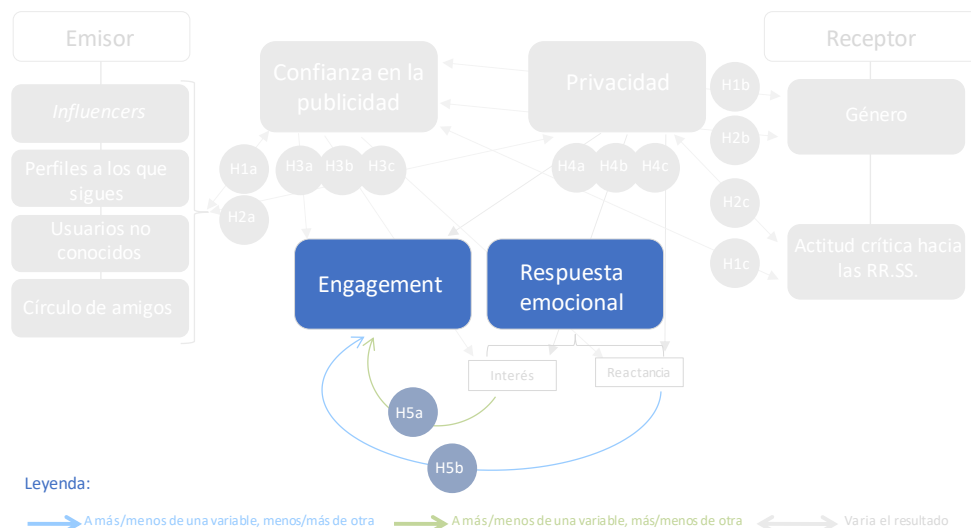 Emisor
Receptor
Confianza en la
publicidad
Privacidad
Influencers
Género
H1b
H2b
Perfiles a los que
sigues
H1a
H3a
H3b
H3c
H4a
H4b
H4c
H2a
H2c
Usuarios no
conocidos
Actitud crítica hacia
las RR.SS.
H1c
Círculo de amigos
Engagement
Respuesta
emocional
Interés
Reactancia
H5a
H5b
Leyenda:
A más/menos de una variable, menos/más de otra
A más/menos de una variable, más/menos de otra
Varia el resultado